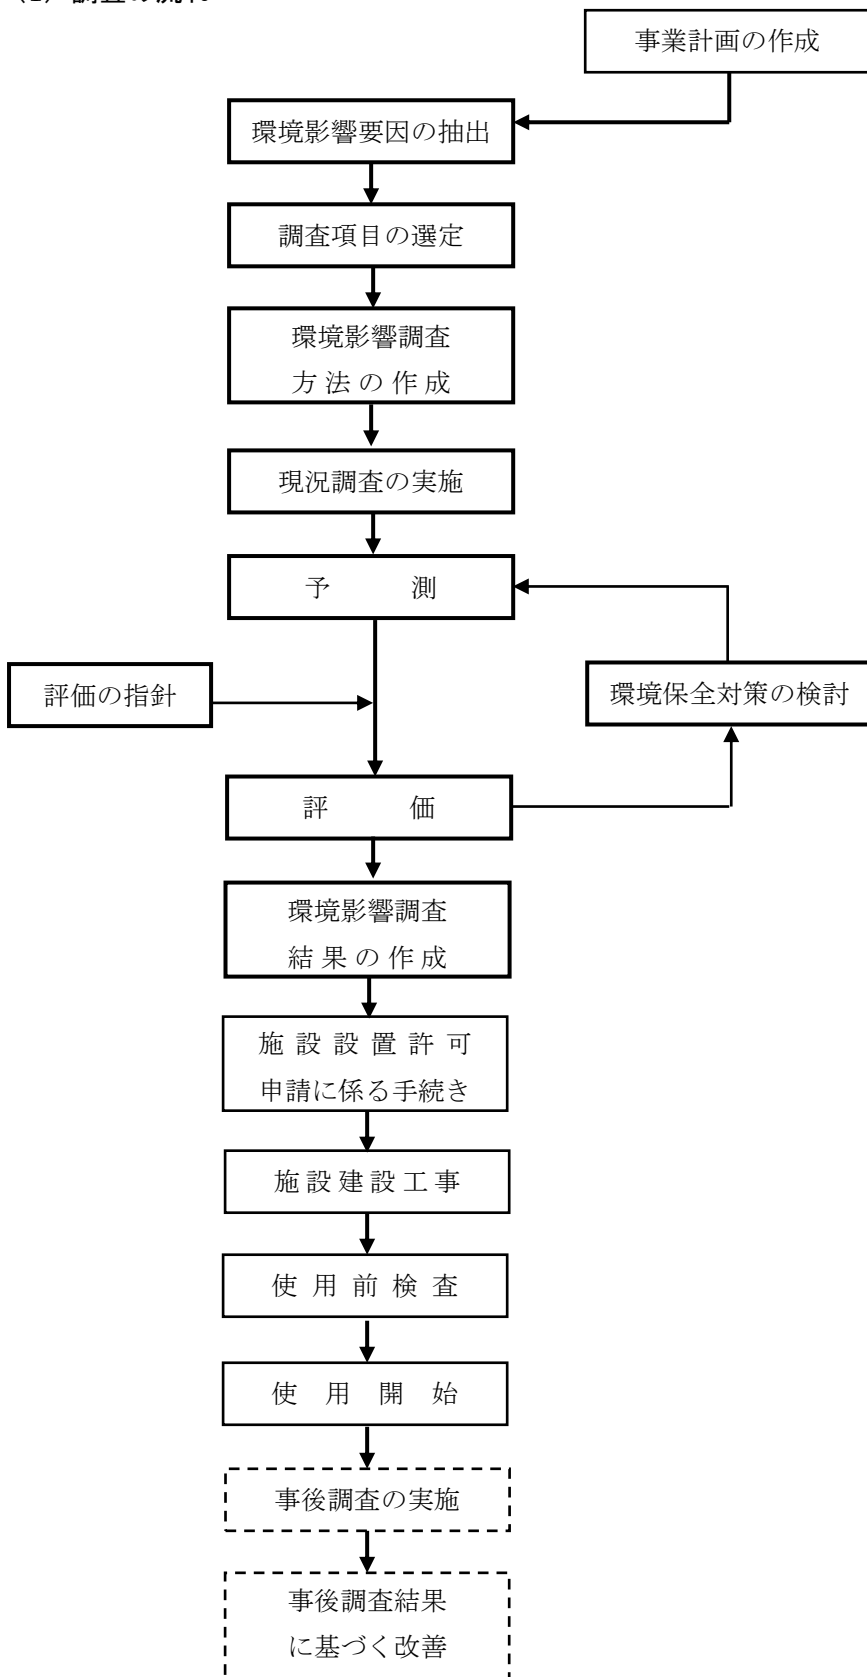 事業計画の作成
環境影響要因の抽出
調査項目の選定
環境影響調査
方法の作成
現況調査の実施
予 測
評価の指針
環境保全対策の検討
評 価
環境影響調査
結果の作成
施設設置許可
申請に係る手続き
施設建設工事
使用前検査
使用開始
事後調査の実施
事後調査結果
に基づく改善